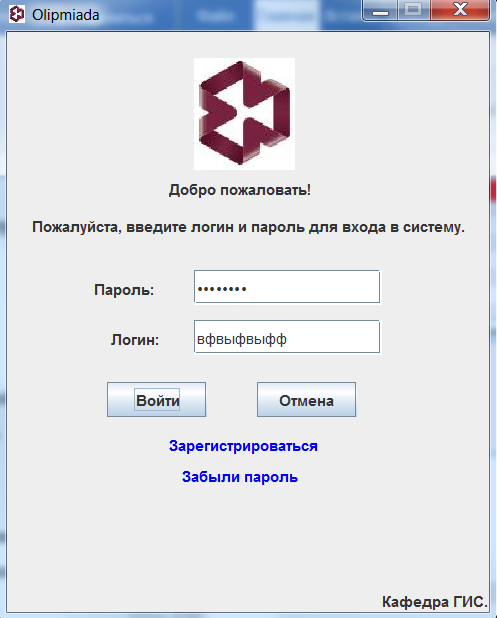 Olipmiada
Добро пожаловать!
Пожалуйста, введите логин и пароль для входа в систему.
Пароль: ••••••••
Логин: вфвыфвыфф
Войти Отмена
Зарегистрироваться
Забыли пароль
Кафедра ГИС.